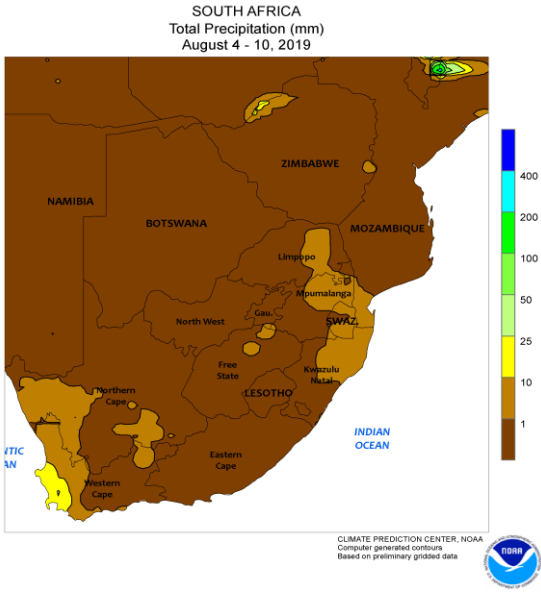 SOUTH AFRICA
Total Precipitation (mm)
August 4 - 10, 2019
ZIMBABWE
NAMIBIA
BOTSWANA
MOZAMBIQUE
Limpopo
Mpumalanga
Gau.
North West
SWAZ.
Free
State
Kwazulu
Natal
LESOTHO
Northern
Cape
Eastern
Cape
Western
Cape
NTIC
AN
INDIAN
OCEAN
400
200
100
50
25
10
1
CLIMATE PREDICTION CENTER, NOAA
Computer generated contours
Based on preliminary gridded data
NOAA